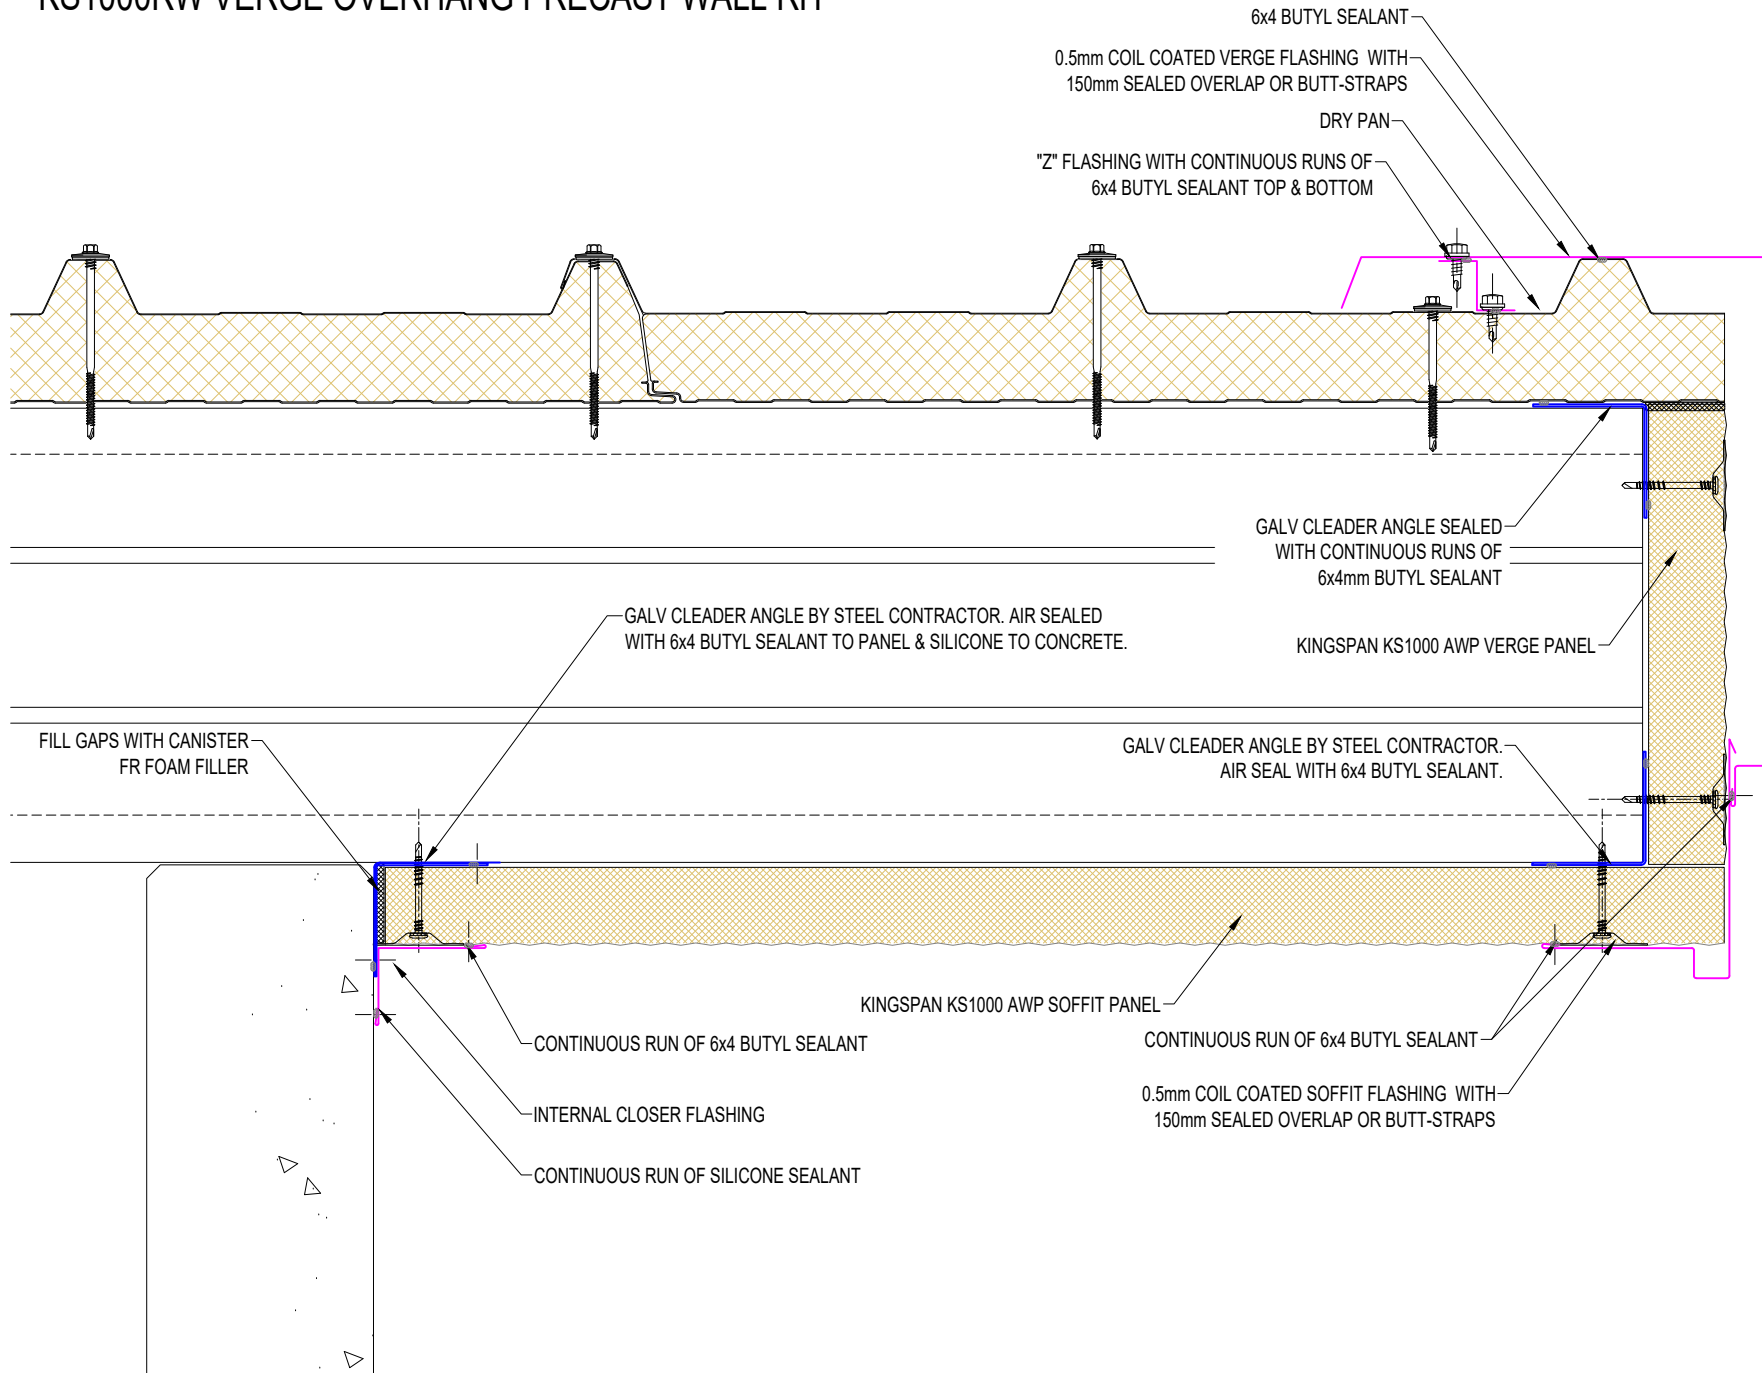 KS1000RW VERGE OVERHANG PRECAST WALL RH
6x4 BUTYL SEALANT
0.5mm COIL COATED VERGE FLASHING WITH
150mm SEALED OVERLAP OR BUTT-STRAPS
DRY PAN
"Z" FLASHING WITH CONTINUOUS RUNS OF
6x4 BUTYL SEALANT TOP & BOTTOM
GALV CLEADER ANGLE SEALED
WITH CONTINUOUS RUNS OF
6x4mm BUTYL SEALANT
GALV CLEADER ANGLE BY STEEL CONTRACTOR. AIR SEALED
WITH 6x4 BUTYL SEALANT TO PANEL & SILICONE TO CONCRETE.
KINGSPAN KS1000 AWP VERGE PANEL
FILL GAPS WITH CANISTER
FR FOAM FILLER
GALV CLEADER ANGLE BY STEEL CONTRACTOR.
AIR SEAL WITH 6x4 BUTYL SEALANT.
KINGSPAN KS1000 AWP SOFFIT PANEL
CONTINUOUS RUN OF 6x4 BUTYL SEALANT
CONTINUOUS RUN OF 6x4 BUTYL SEALANT
0.5mm COIL COATED SOFFIT FLASHING WITH
150mm SEALED OVERLAP OR BUTT-STRAPS
INTERNAL CLOSER FLASHING
CONTINUOUS RUN OF SILICONE SEALANT